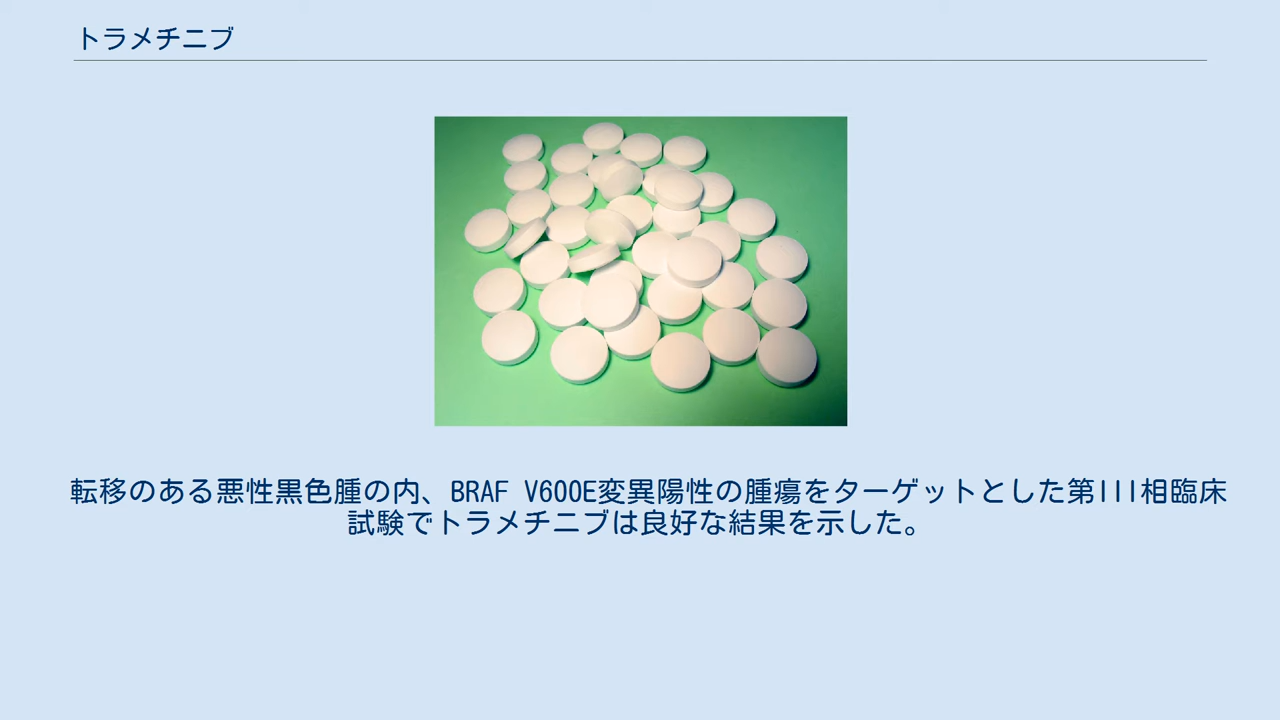 トラメチニブ
転移のある悪性黒色腫の内、BRAF V600E変異陽性の腫瘍をターゲットとした第III相臨床
試験でトラメチニブは良好な結果を示した。